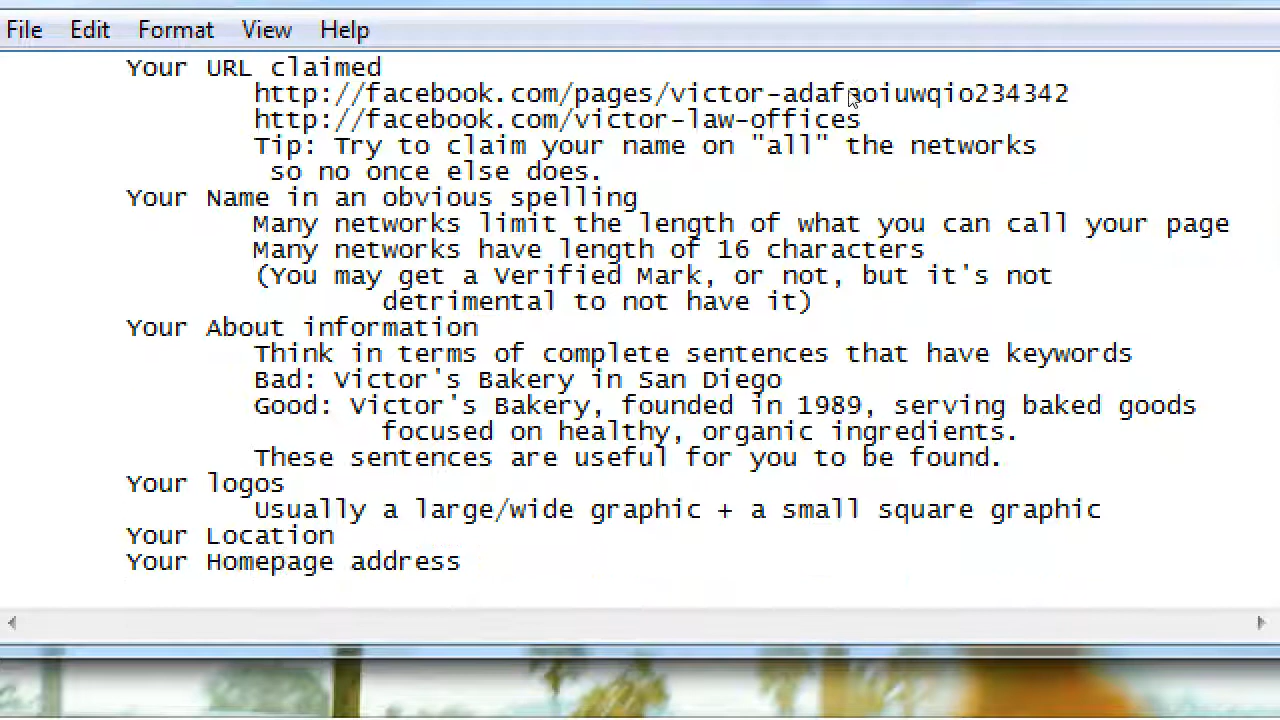 File Edit Format View Help
Your URL claimed
http://facebook.com/pages/victor-adafaoiuwqio234342
http://facebook.com/victor-law-offices
Tip: Try to claim your name on "all" the networks
so no once else does.
Your Name in an obvious spelling
Many networks limit the length of what you can call your page
Many networks have length of 16 characters
(You may get a Verified Mark, or not, but it's not
detrimental to not have it)
Your About information
Think in terms of complete sentences that have keywords
Bad: Victor's Bakery in San Diego
Good: Victor's Bakery, founded in 1989, serving baked goods
focused on healthy, organic ingredients.
These sentences are useful for you to be found.
Your logos
Usually a large/wide graphic + a small square graphic
Your Location
Your Homepage address